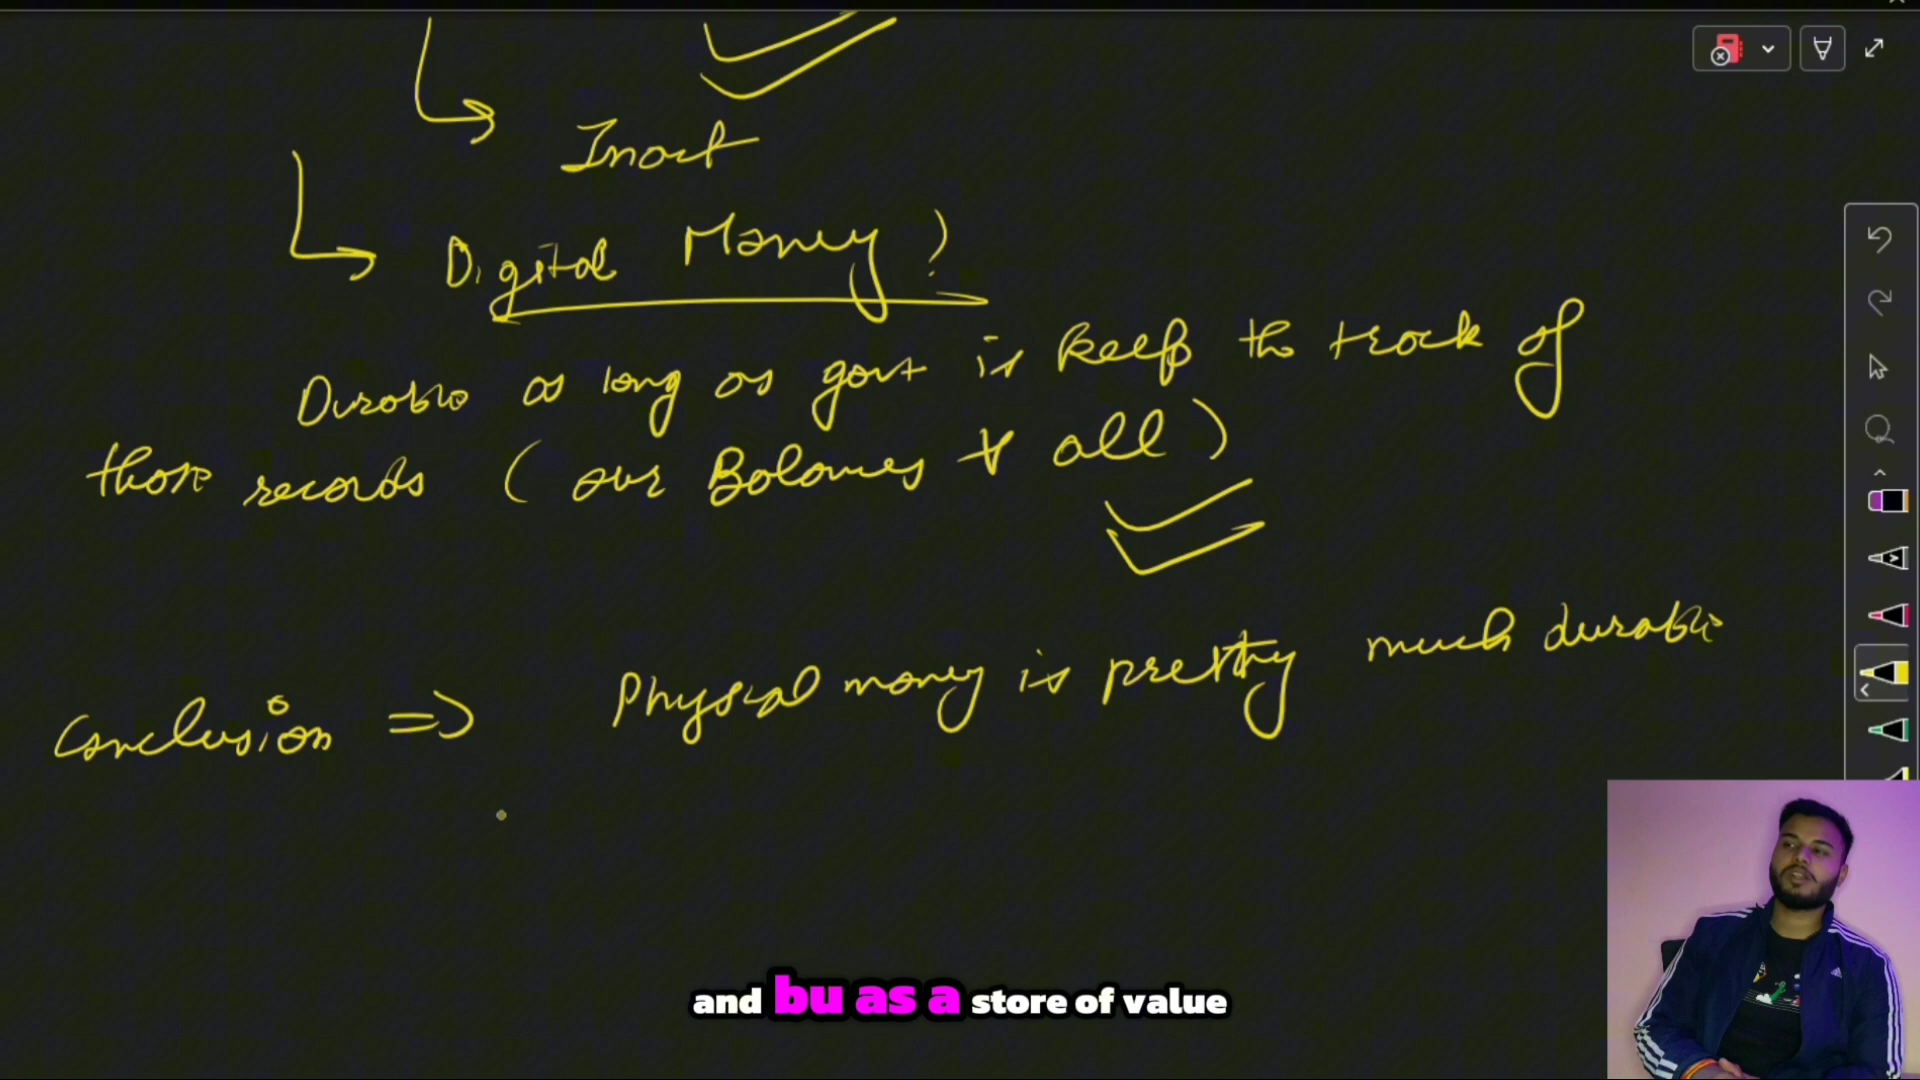 Inact
Digital Money?
Durable as long as govt is keep the track of
those records (our Balances & all)
Conclusion => Physical money is pretty much durable
and bu as a store of value